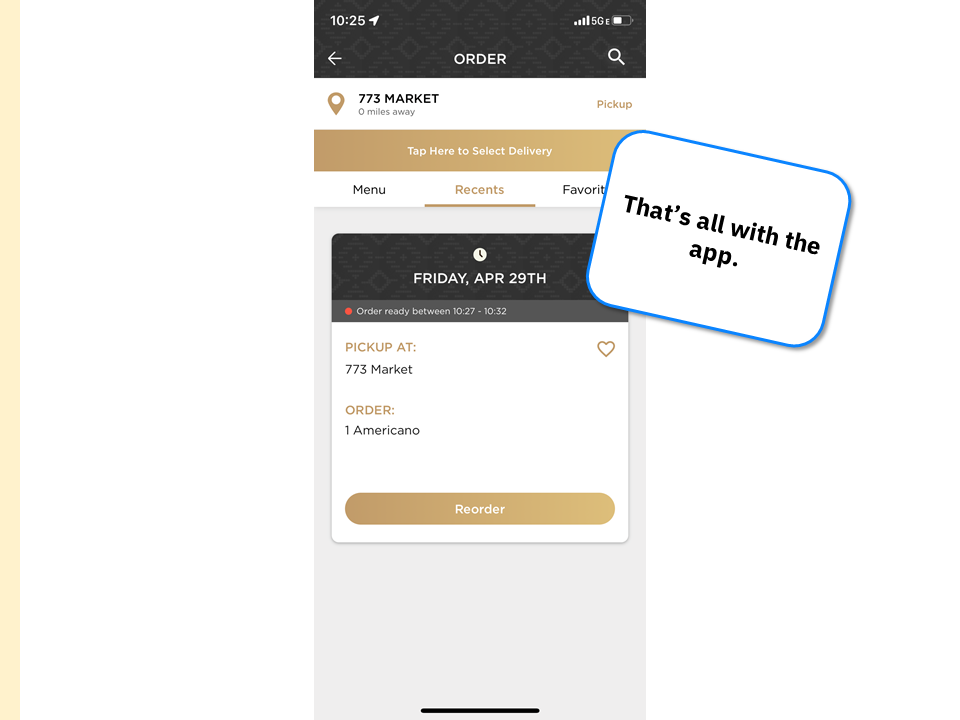 10:25
5G E
ORDER
773 MARKET
0 miles away
Pickup
Tap Here to Select Delivery
Menu
Recents
Favorit
That's all with the
app.
FRIDAY, APR 29TH
Order ready between 10:27 - 10:32
PICKUP AT:
773 Market
ORDER:
1 Americano
Reorder